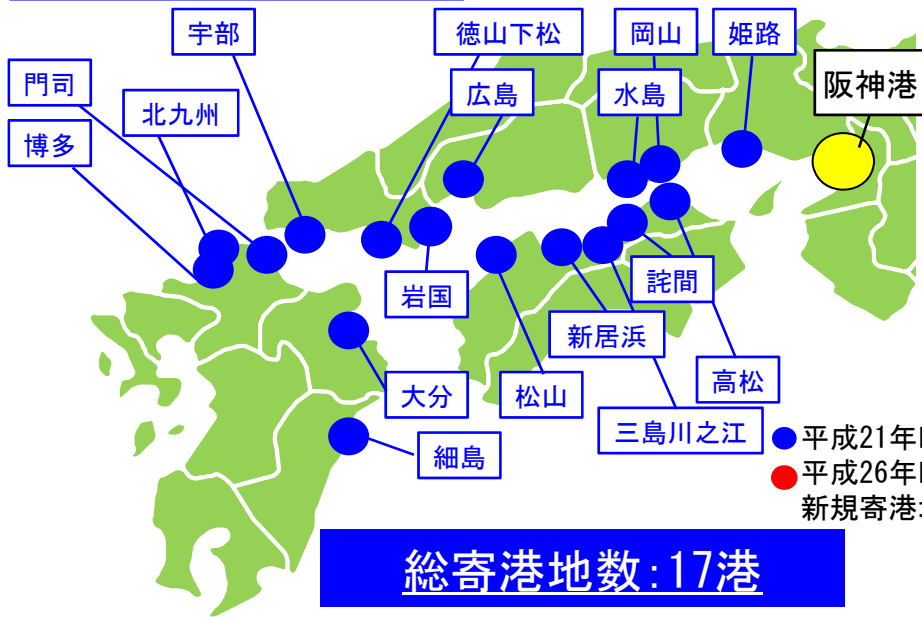 宇部
徳山下松
岡山
姫路
門司
北九州
広島
水島
阪神港
博多
岩国
詫間
新居浜
大分
松山
高松
三島川之江
細島
平成21年
平成26年
新規寄港
総寄港地数:17港